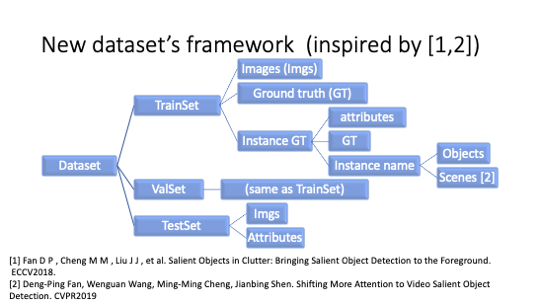 New dataset's framework (inspired by [1,2])
Images (Imgs)
Ground truth (GT)
TrainSet
attributes
Instance GT
GT
Objects
Dataset
Instance name
Scenes [2]
ValSet
(same as TrainSet)
Imgs
TestSet
Attributes
[1] Fan D P , Cheng M M , Liu J J , et al. Salient Objects in Clutter: Bringing Salient Object Detection to the Foreground.
ECCV2018.
[2] Deng-Ping Fan, Wenguan Wang, Ming-Ming Cheng, Jianbing Shen. Shifting More Attention to Video Salient Object
Detection. CVPR2019